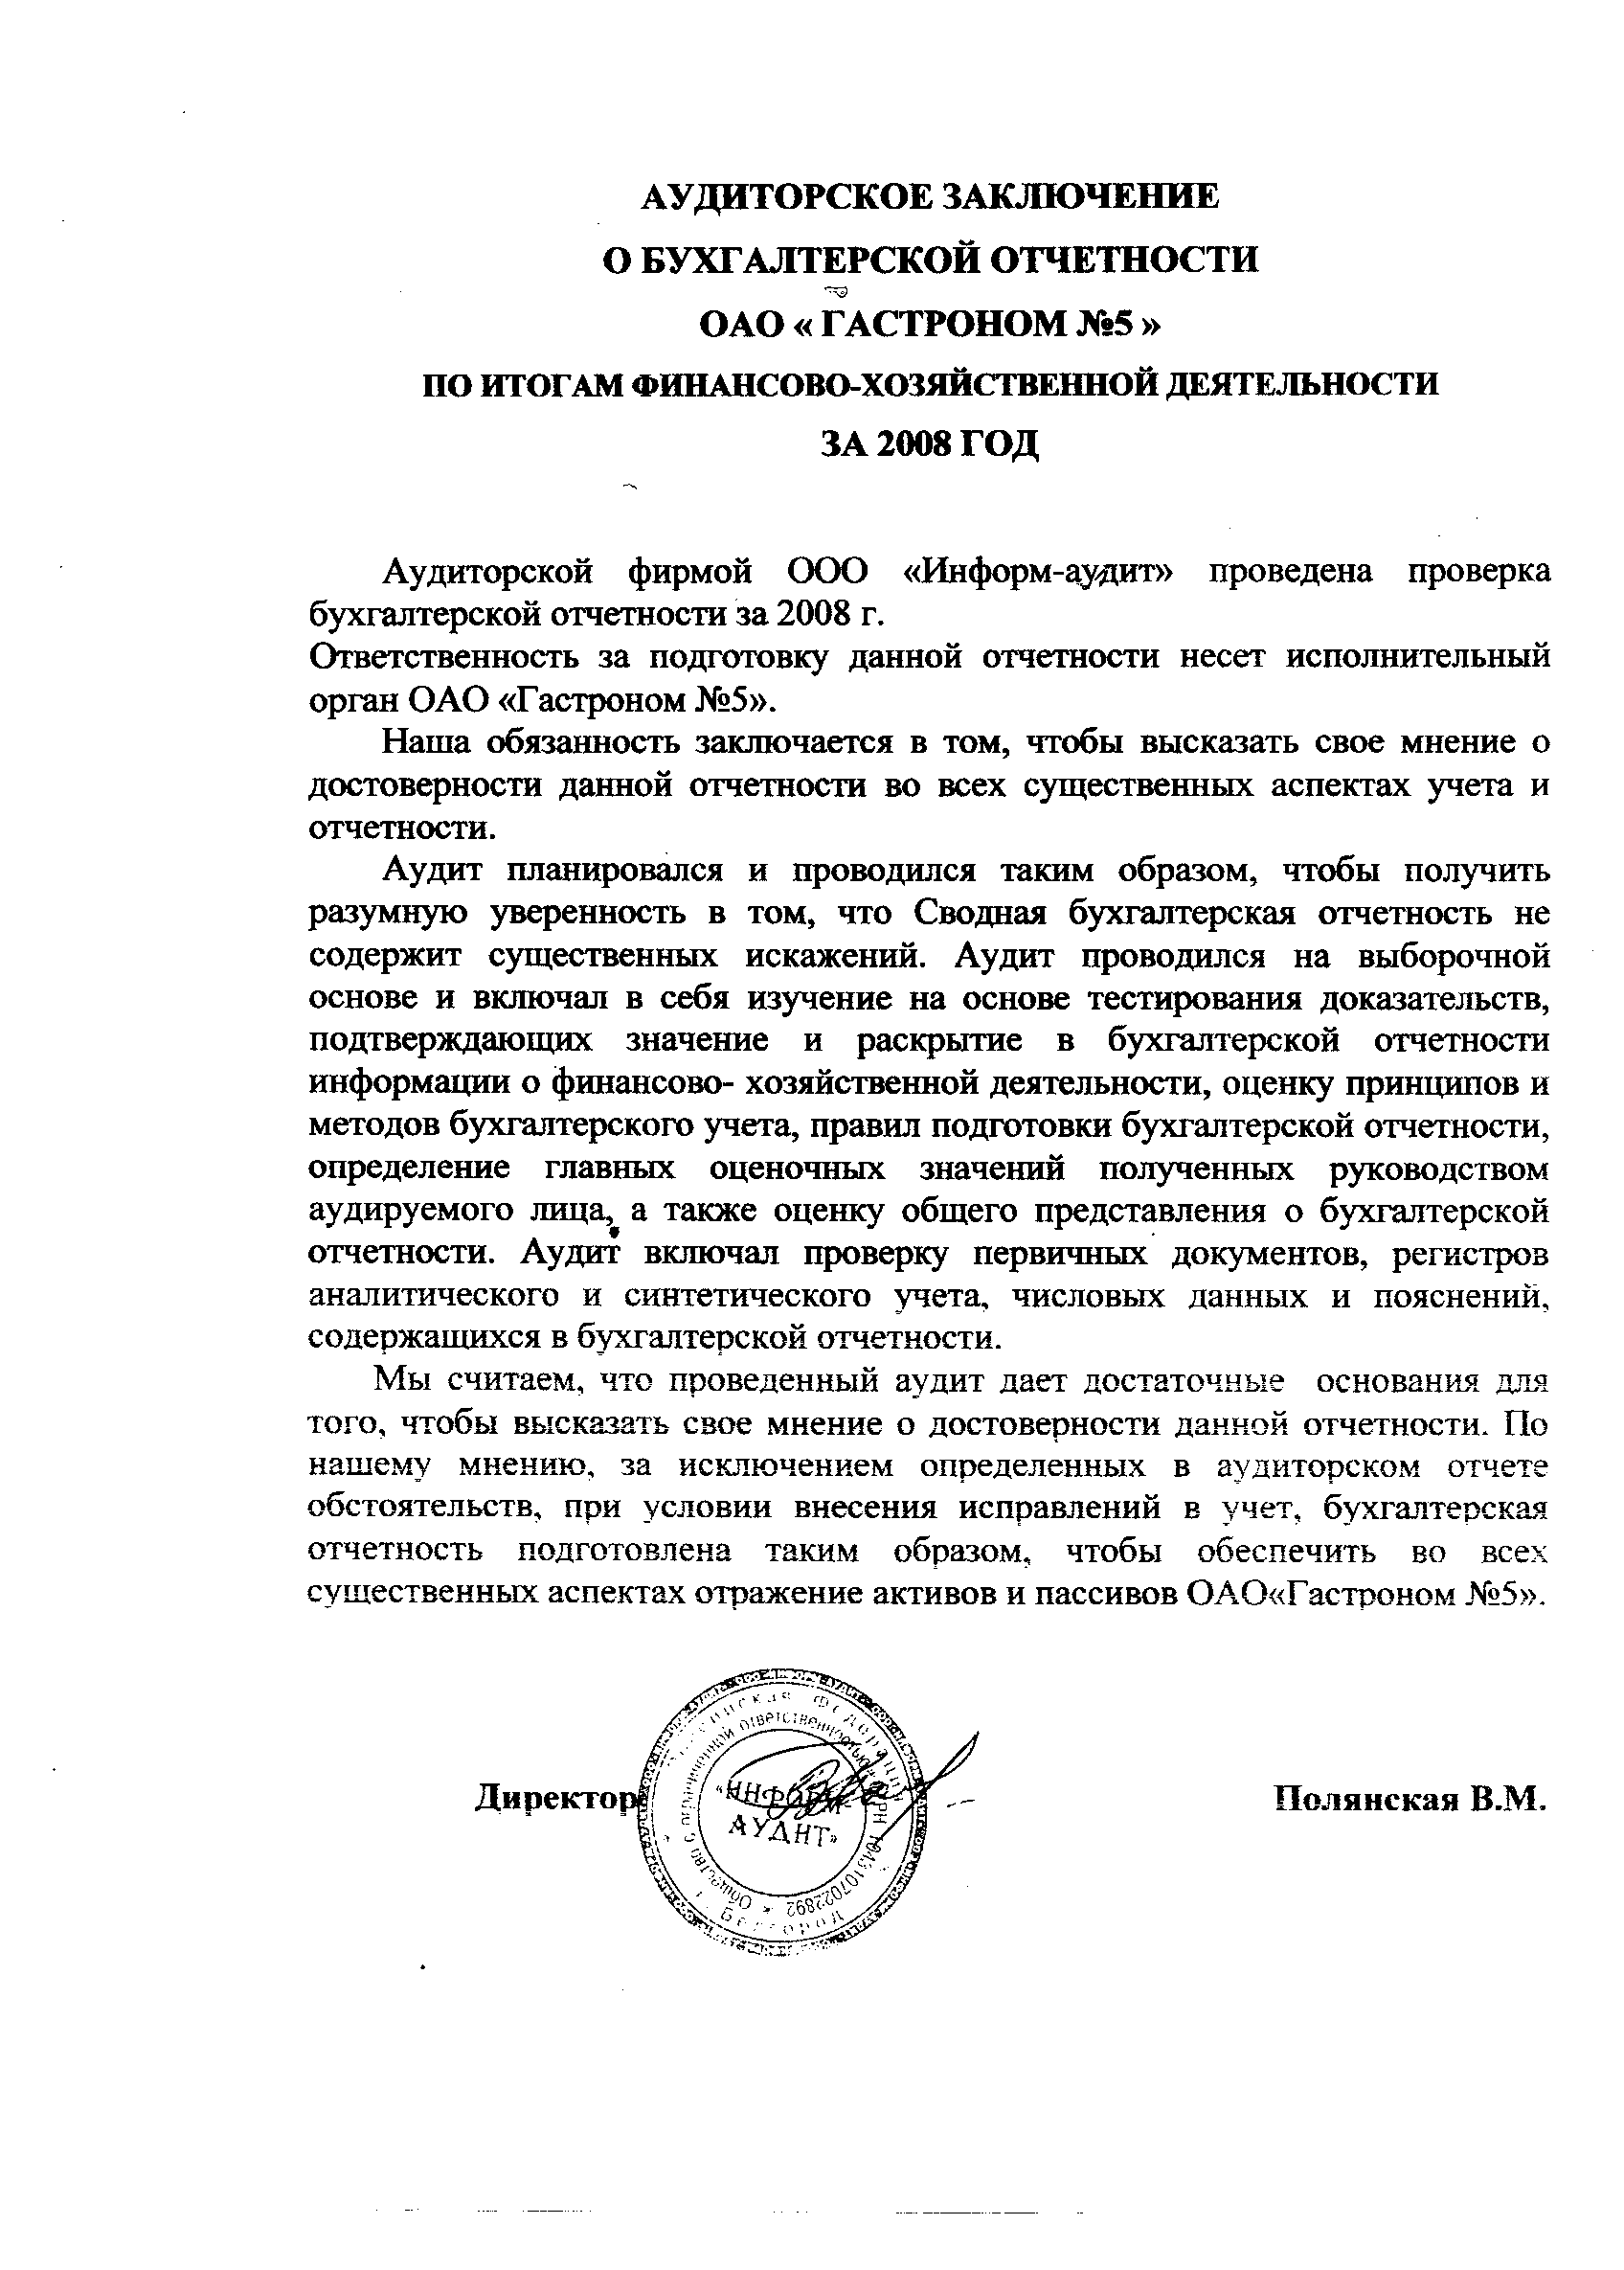 АУДИТОРСКОЕ ЗАКЛЮЧЕНИЕ
О БУХГАЛТЕРСКОЙ ОТЧЕТНОСТИ
ОАО « ГАСТРОНОМ №5 »
ПО ИТОГАМ ФИНАНСОВО-ХОЗЯЙСТВЕННОЙ ДЕЯТЕЛЬНОСТИ
ЗА 2008 ГОД
Аудиторской фирмой ООО «Информ-аудит» проведена проверка
бухгалтерской отчетности за 2008 г.
Ответственность за подготовку данной отчетности несет исполнительный
орган ОАО «Гастроном №5».
Наша обязанность заключается в том, чтобы высказать свое мнение о
достоверности данной отчетности во всех существенных аспектах учета и
отчетности.
Аудит планировался и проводился таким образом, чтобы получить
разумную уверенность в том, что Сводная бухгалтерская отчетность не
содержит существенных искажений. Аудит проводился на выборочной
основе и включал в себя изучение на основе тестирования доказательств,
подтверждающих значение и раскрытие в бухгалтерской отчетности
информации о финансово- хозяйственной деятельности, оценку принципов и
методов бухгалтерского учета, правил подготовки бухгалтерской отчетности,
определение главных оценочных значений полученных руководством
аудируемого лица, а также оценку общего представления о бухгалтерской
отчетности. Аудит включал проверку первичных документов, регистров
аналитического и синтетического учета, числовых данных и пояснений,
содержащихся в бухгалтерской отчетности.
Мы считаем, что проведенный аудит дает достаточные основания для
того, чтобы высказать свое мнение о достоверности данной отчетности. По
нашему мнению, за исключением определенных в аудиторском отчете
обстоятельств, при условии внесения исправлений в учет, бухгалтерская
отчетность подготовлена таким образом, чтобы обеспечить во всех
существенных аспектах отражение активов и пассивов ОАО«Гастроном №5».
Директор
Полянская В.М.
Российская Федерация
Общество с ограниченной ответственностью
ОГРН 1043107022892
«ИНФОРМ-
АУДИТ»